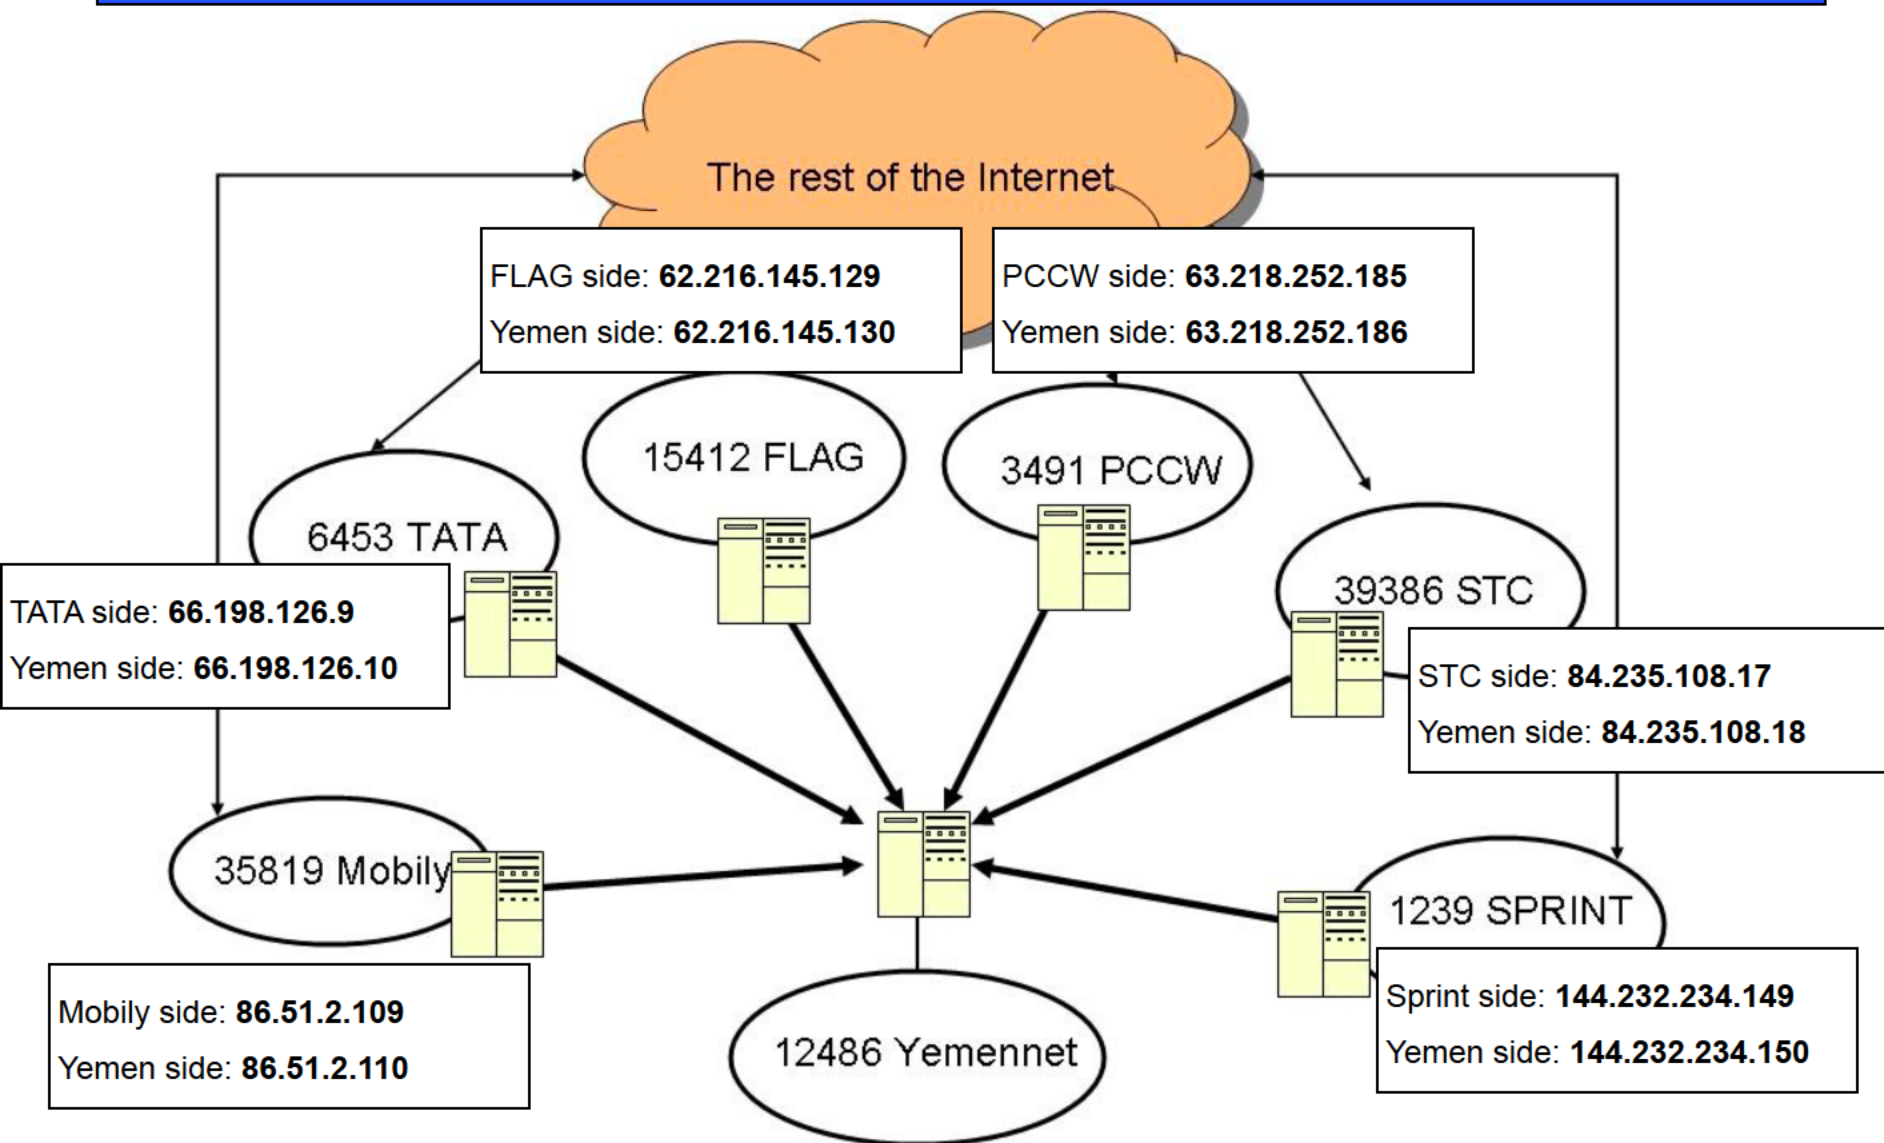 The rest of the Internet
FLAG side: 62.216.145.129
Yemen side: 62.216.145.130
PCCW side: 63.218.252.185
Yemen side: 63.218.252.186
15412 FLAG
3491 PCCW
6453 TATA
39386 STC
TATA side: 66.198.126.9
Yemen side: 66.198.126.10
STC side: 84.235.108.17
Yemen side: 84.235.108.18
35819 Mobily
1239 SPRINT
Mobily side: 86.51.2.109
Yemen side: 86.51.2.110
Sprint side: 144.232.234.149
Yemen side: 144.232.234.150
12486 Yemennet